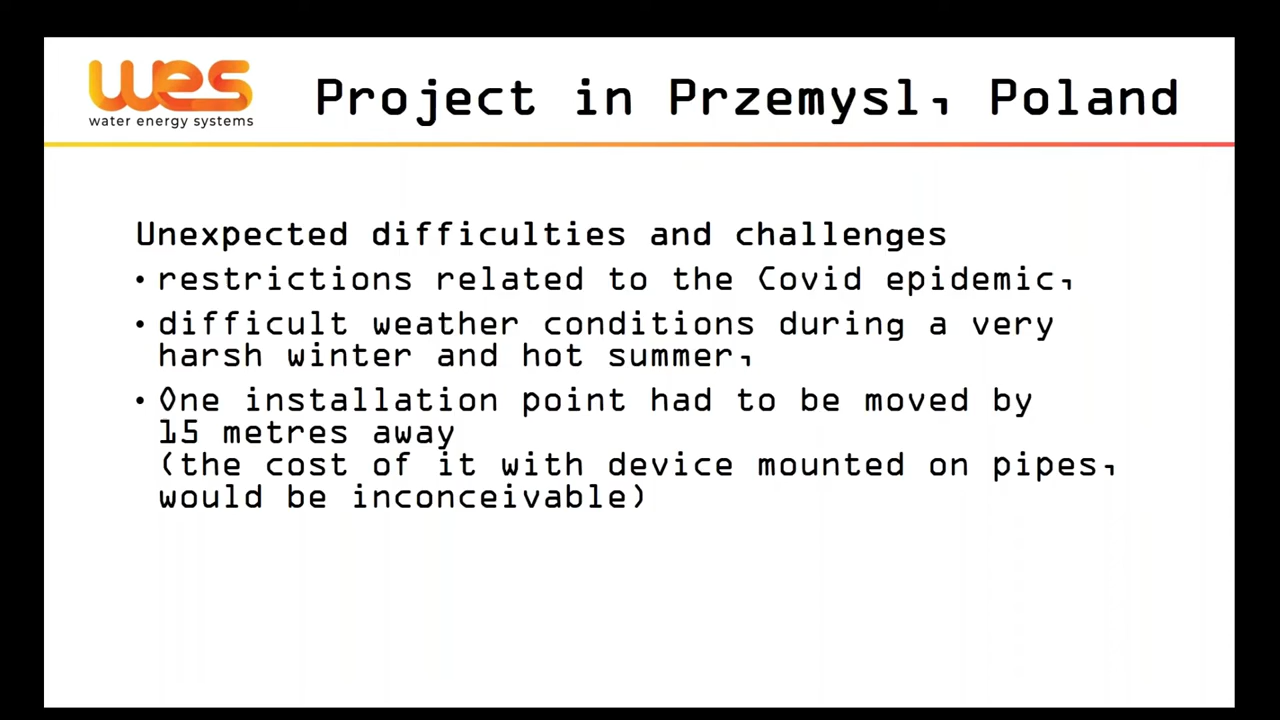 wes
water energy systems
Project in Przemysl, Poland
Unexpected difficulties and challenges
• restrictions related to the Covid epidemic,
• difficult weather conditions during a very
harsh winter and hot summer,
• One installation point had to be moved by
15 metres away
(the cost of it with device mounted on pipes,
would be inconceivable)